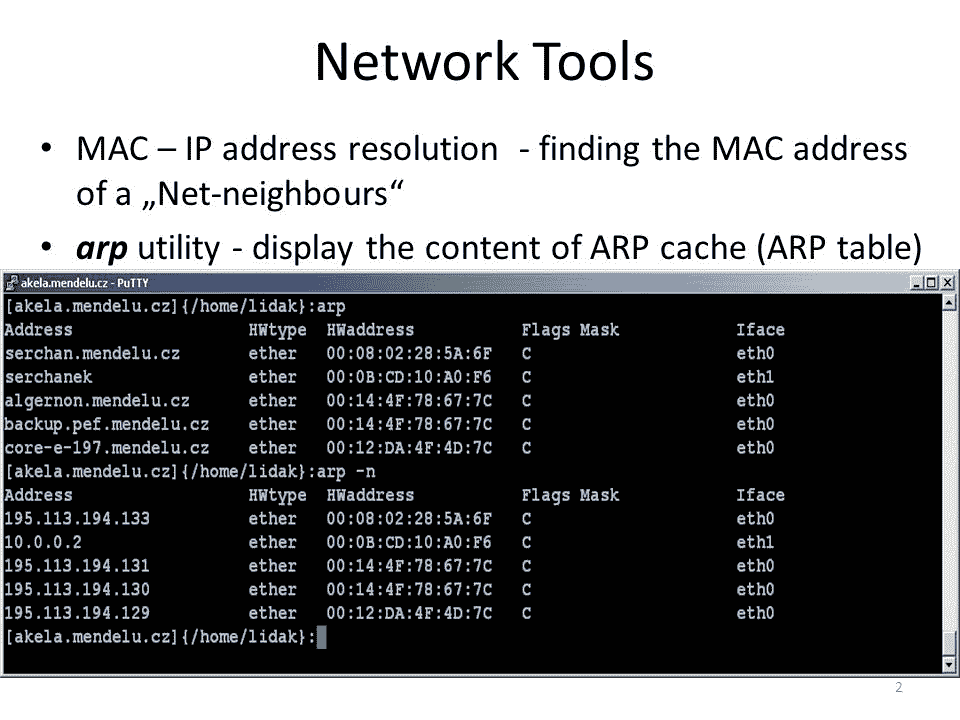 Network Tools
• MAC – IP address resolution - finding the MAC address
of a „Net-neighbours“
• arp utility - display the content of ARP cache (ARP table)
akela.mendelu.cz - PuTTY
[akela.mendelu.cz]{/home/lidak}:arp
Address HWtype HWaddress Flags Mask Iface
serchan.mendelu.cz ether 00:08:02:28:5A:6F C eth0
serchanek ether 00:0B:CD:10:A0:F6 C eth1
algernon.mendelu.cz ether 00:14:4F:78:67:7C C eth0
backup.pef.mendelu.cz ether 00:14:4F:78:67:7C C eth0
core-e-197.mendelu.cz ether 00:12:DA:4F:4D:7C C eth0
[akela.mendelu.cz]{/home/lidak}:arp -n
Address HWtype HWaddress Flags Mask Iface
195.113.194.133 ether 00:08:02:28:5A:6F C eth0
10.0.0.2 ether 00:0B:CD:10:A0:F6 C eth1
195.113.194.131 ether 00:14:4F:78:67:7C C eth0
195.113.194.130 ether 00:14:4F:78:67:7C C eth0
195.113.194.129 ether 00:12:DA:4F:4D:7C C eth0
[akela.mendelu.cz]{/home/lidak}:
2